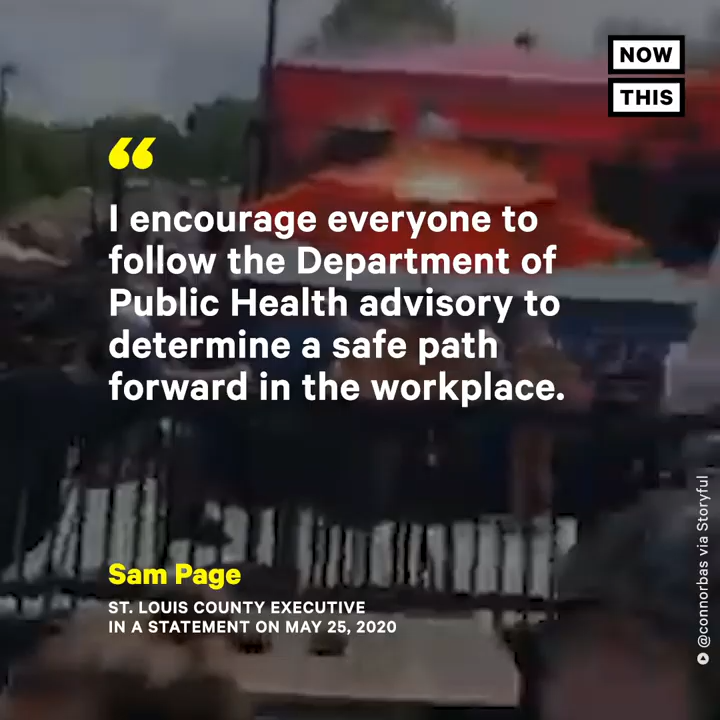 NOW
THIS
“
I encourage everyone to
follow the Department of
Public Health advisory to
determine a safe path
forward in the workplace.
Sam Page
ST. LOUIS COUNTY EXECUTIVE
IN A STATEMENT ON MAY 25, 2020
@connorbas via Storyful